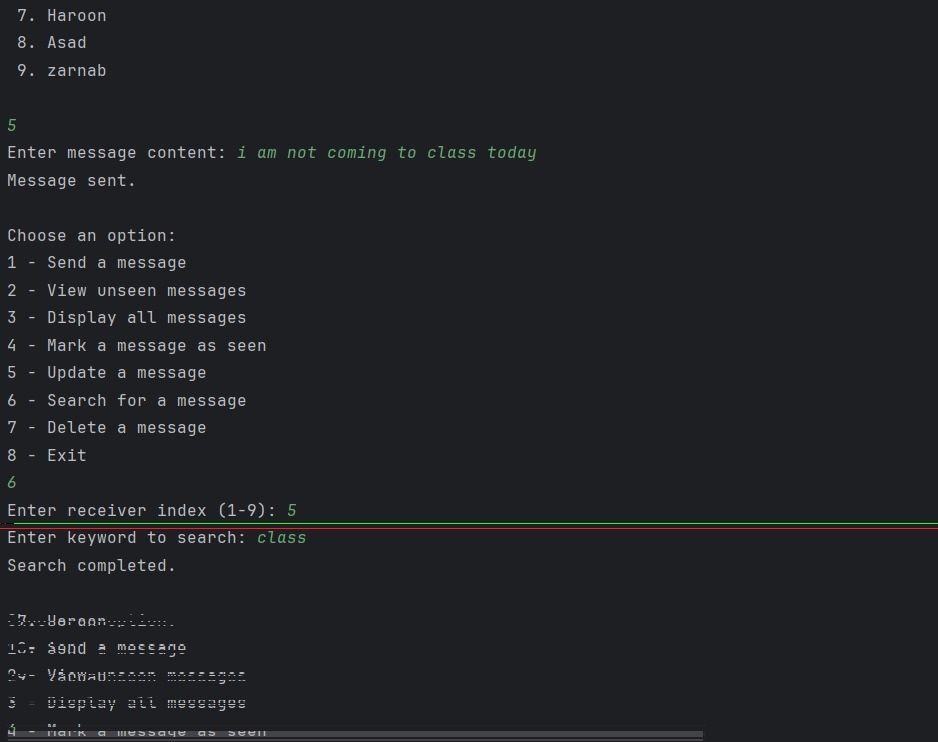 7. Haroon
8. Asad
9. zarnab
5
Enter message content: i am not coming to class today
Message sent.
Choose an option:
1 - Send a message
2 - View unseen messages
3 - Display all messages
4 - Mark a message as seen
5 - Update a message
6 - Search for a message
7 - Delete a message
8 - Exit
6
Enter receiver index (1-9): 5
Enter keyword to search: class
Search completed.
send a message
unseen messages
3 - Display all messages
4 - Mark a message as seen